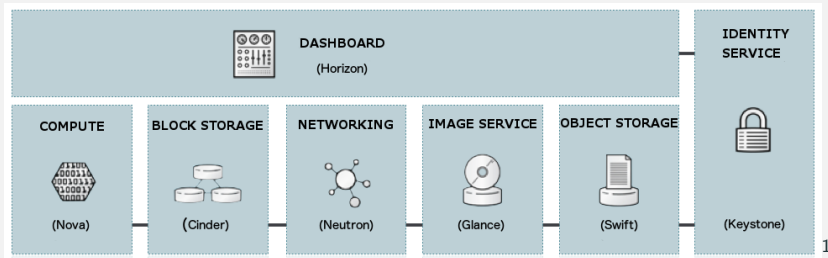 DASHBOARD
(Horizon)
IDENTITY
SERVICE
(Keystone)
COMPUTE
(Nova)
BLOCK STORAGE
(Cinder)
NETWORKING
(Neutron)
IMAGE SERVICE
(Glance)
OBJECT STORAGE
(Swift)
1